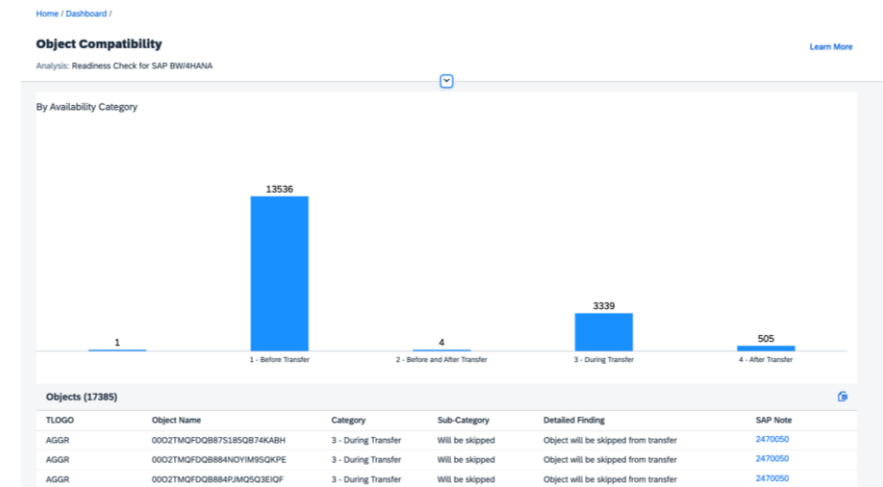 Home / Dashboard /
Object Compatibility
Learn More
Analysis: Readiness Check for SAP BW/4HANA
By Availability Category
13536
3339
505
4
1
1 - Before Transfer
2 - Before and After Transfer
3 - During Transfer
4 - After Transfer
Objects (17385)
TLOGO Object Name Category Sub-Category Detailed Finding SAP Note
AGGR 00O2TMQFDQB87S185QB74KABH 3 - During Transfer Will be skipped Object will be skipped from transfer 2470050
AGGR 00O2TMQFDQB884NOYIM9SQKPE 3 - During Transfer Will be skipped Object will be skipped from transfer 2470050
AGGR 00O2TMQFDQB884PJMQ5Q3EIQF 3 - During Transfer Will be skipped Object will be skipped from transfer 2470050